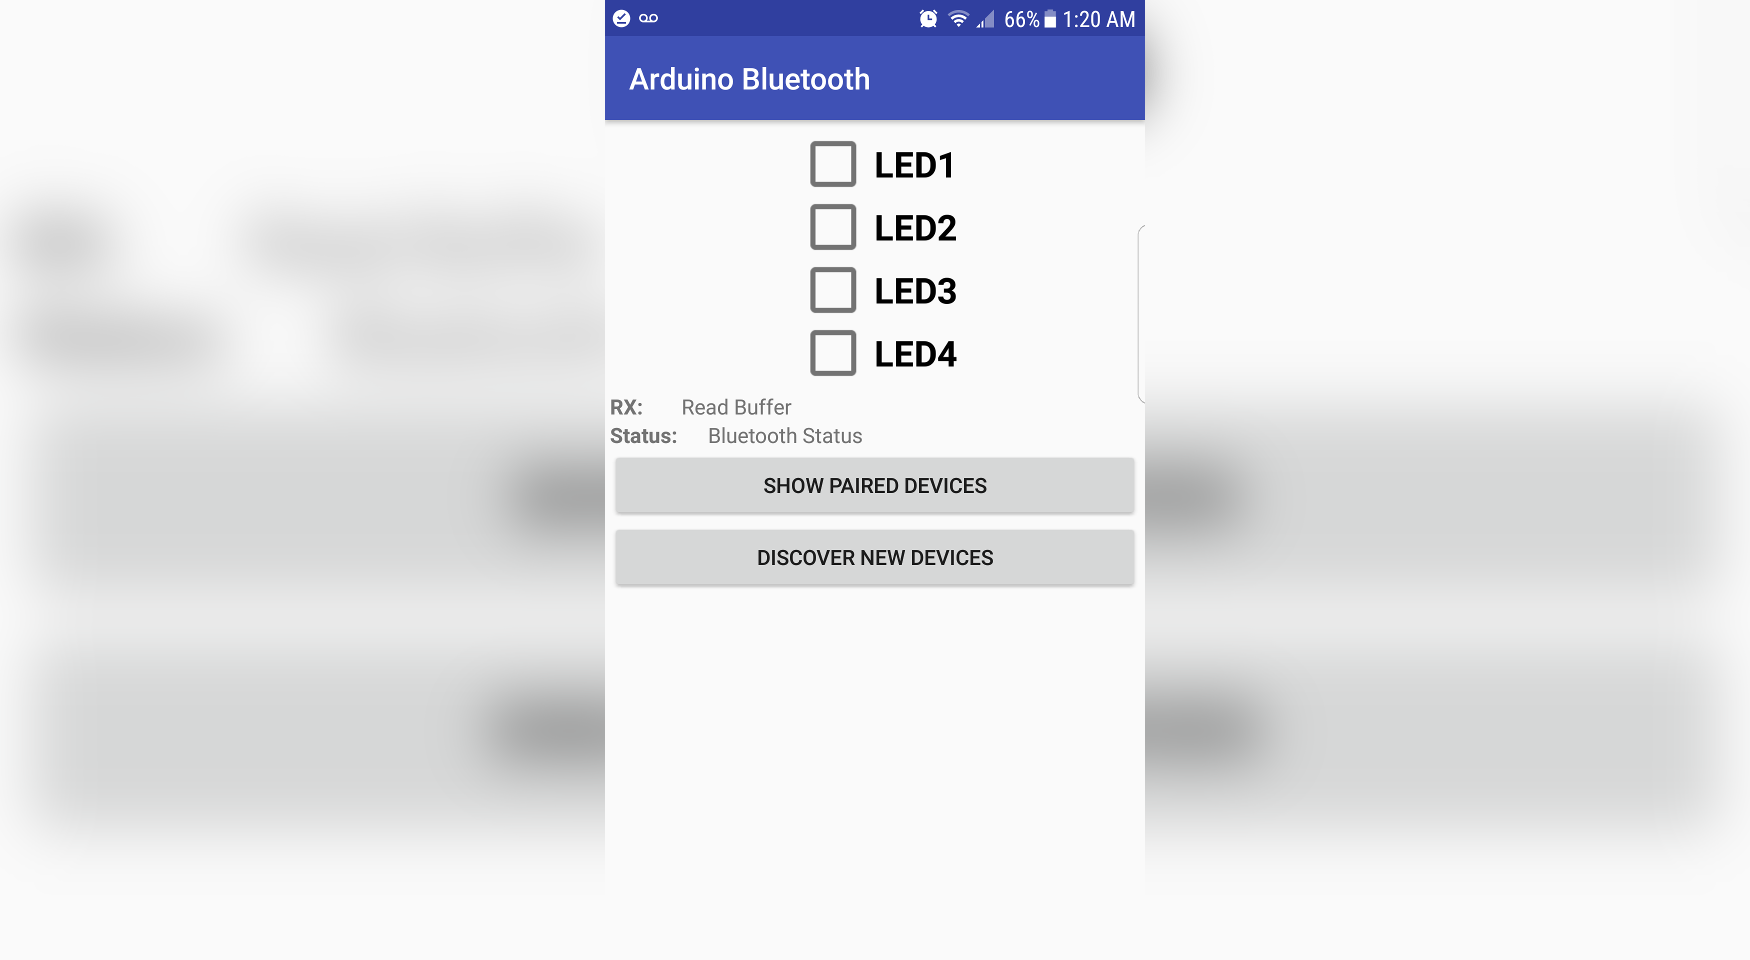 66% 1:20 AM
Arduino Bluetooth
LED1
LED2
LED3
LED4
RX: Read Buffer
Status: Bluetooth Status
SHOW PAIRED DEVICES
DISCOVER NEW DEVICES